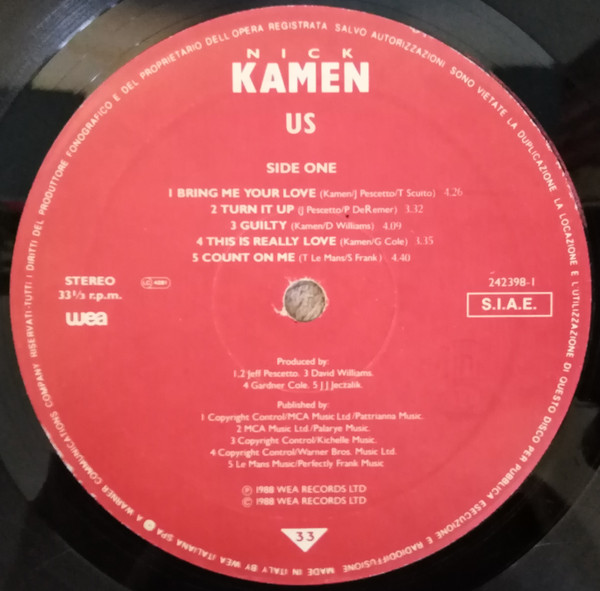 NICK
KAMEN
US
SIDE ONE
1 BRING ME YOUR LOVE (Kamen/J Pescetto/T Scuito) 4.26
2 TURN IT UP (J Pescetto/P DeRemer) 3.32
3 GUILTY (Kamen/D Williams) 4.09
4 THIS IS REALLY LOVE (Kamen/G Cole) 3.35
5 COUNT ON ME (T Le Mans/S Frank) 4.40
STEREO
33⅓ r.p.m.
LC 4281
wea
242398-1
S.I.A.E.
Produced by:
1.2 Jeff Pescetto. 3 David Williams.
4 Gardner Cole. 5 J J Jeczalik.
Published by:
1 Copyright Control/MCA Music Ltd /Pattrianna Music.
2 MCA Music Ltd./Palarye Music.
3 Copyright Control/Kichelle Music.
4 Copyright Control/Warner Bros. Music Ltd.
5 Le Mans Music/Perfectly Frank Music
Ⓟ 1988 WEA RECORDS LTD
© 1988 WEA RECORDS LTD
33
MADE IN ITALY BY WEA ITALIANA SPA A WARNER COMMUNICATIONS COMPANY RISERVATI TUTTI I DIRITTI DEL PRODUTTORE FONOGRAFICO E DEL PROPRIETARIO DELL OPERA REGISTRATA SALVO AUTORIZZAZIONI SONO VIETATE LA DUPLICAZIONE LA LOCAZIONE E L'UTILIZZAZIONE DI QUESTO DISCO PER PUBBLICA ESECUZIONE E RADIODIFFUSIONE